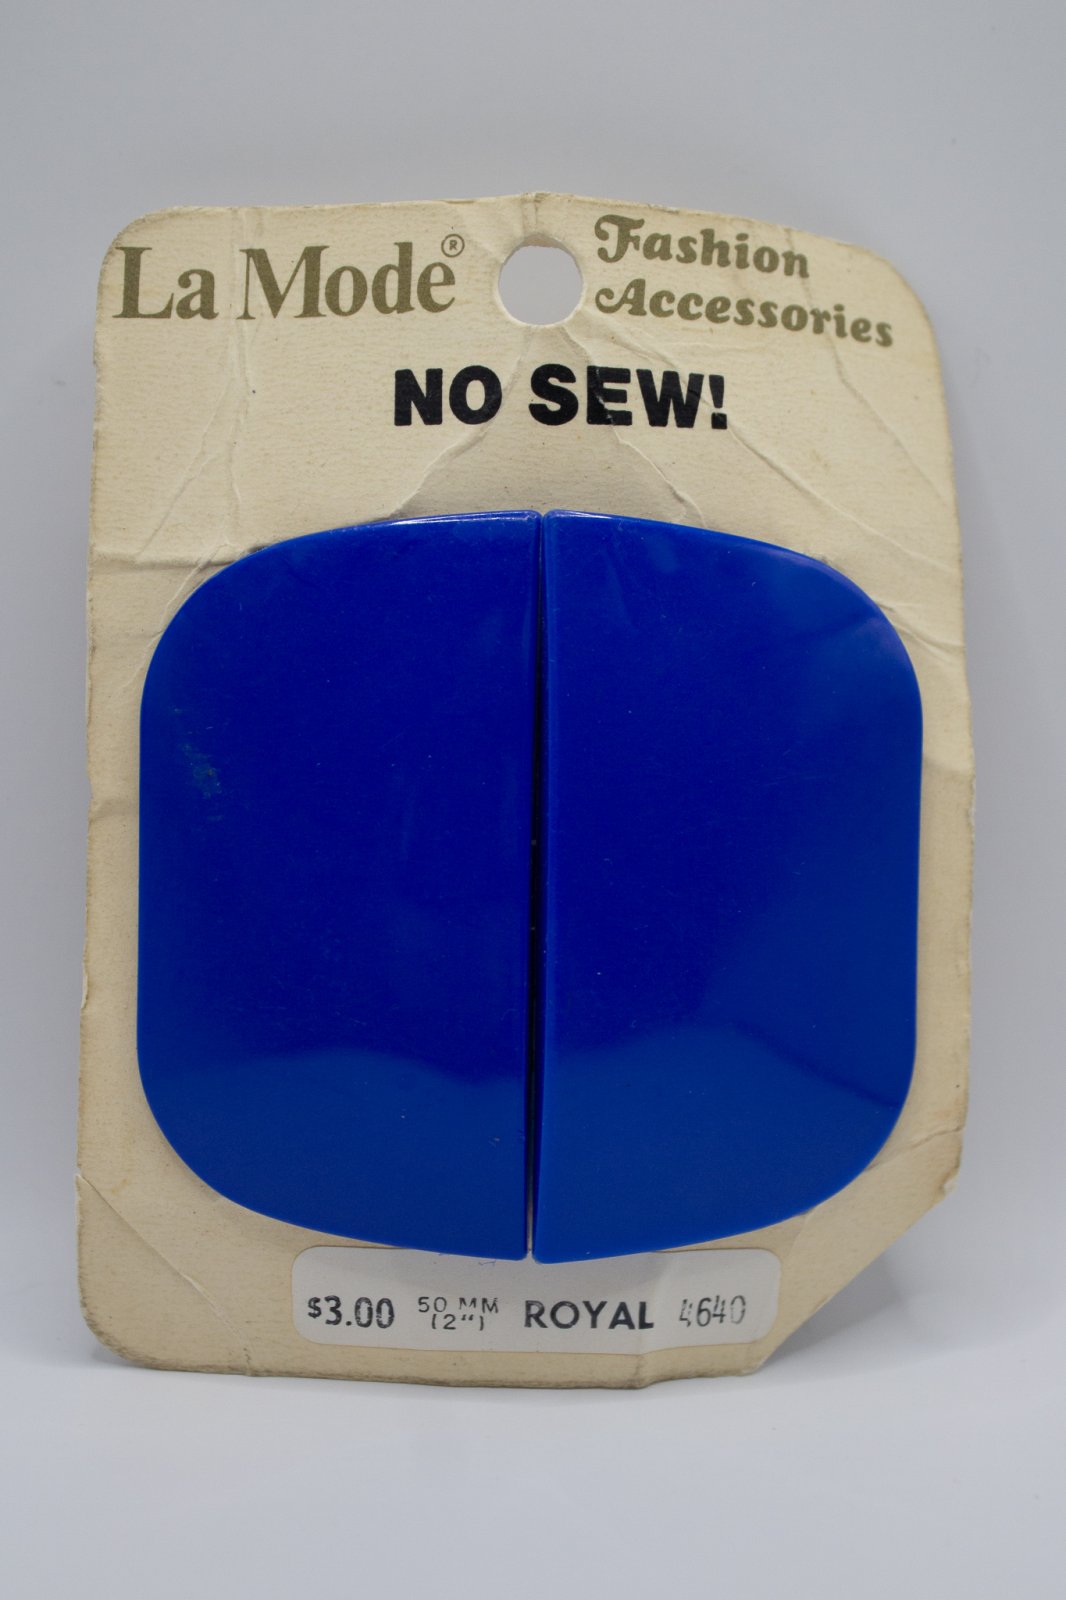 La Mode®
Fashion
Accessories
NO SEW!
$3.00 50 MM (2") ROYAL 4640